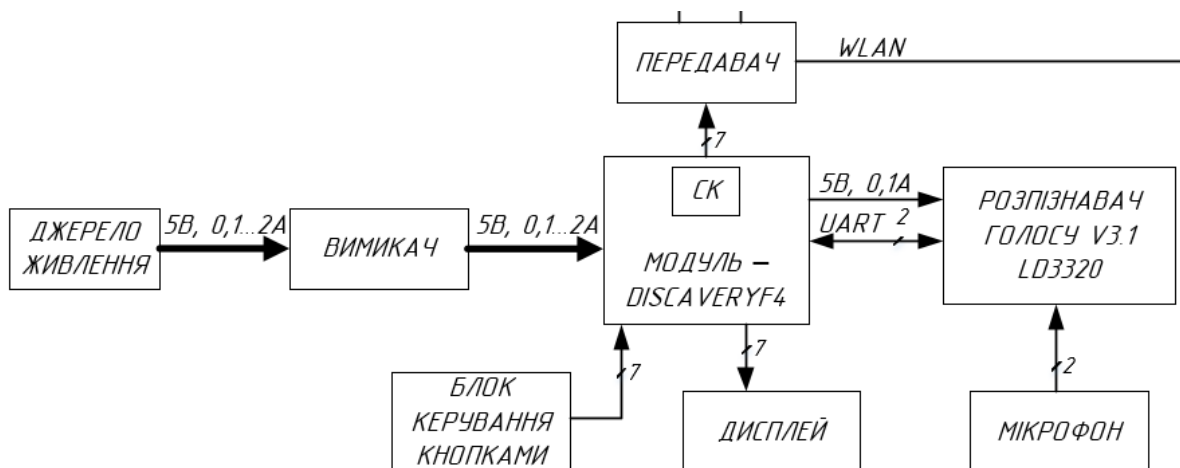 ПЕРЕДАВАЧ
WLAN
7
СК
МОДУЛЬ –
DISCAVERYF4
ДЖЕРЕЛО
ЖИВЛЕННЯ
5В, 0,1...2А
ВИМИКАЧ
5В, 0,1...2А
5В, 0,1А
UART 2
РОЗПІЗНАВАЧ
ГОЛОСУ V3.1
LD3320
7
7
2
БЛОК
КЕРУВАННЯ
КНОПКАМИ
ДИСПЛЕЙ
МІКРОФОН